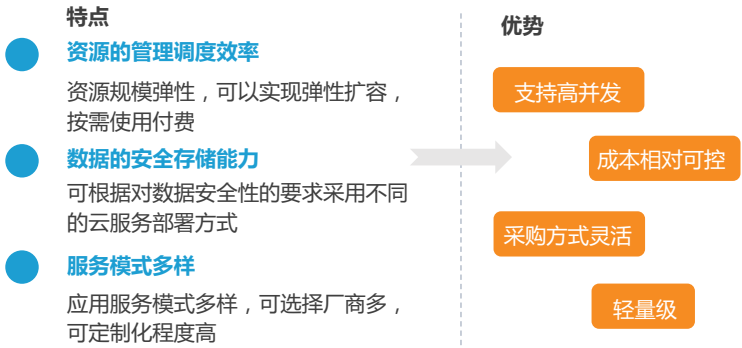 特点
资源的管理调度效率
资源规模弹性，可以实现弹性扩容，
按需使用付费
数据的安全存储能力
可根据对数据安全性的要求采用不同
的云服务部署方式
服务模式多样
应用服务模式多样，可选择厂商多，
可定制化程度高
优势
支持高并发
成本相对可控
采购方式灵活
轻量级